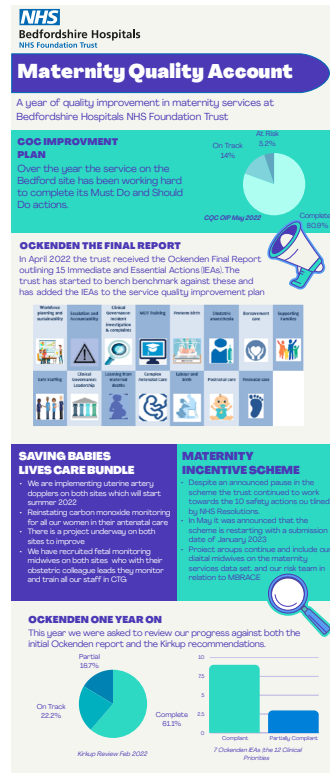 NHS
Bedfordshire Hospitals
NHS Foundation Trust
Maternity Quality Account
A year of quality improvement in maternity services at
Bedfordshire Hospitals NHS Foundation Trust
CQC IMPROVMENT
PLAN
Over the year the service on the
Bedford site has been working hard
to complete its Must Do and Should
Do actions.
At Risk
5.2%
On Track
14%
Complete
80.9%
CQC OIP May 2022
OCKENDEN THE FINAL REPORT
In April 2022 the trust received the Ockenden Final Report
outlining 15 Immediate and Essential Actions (IEAs). The
trust has started to bench benchmark against these and
has added the IEAs to the service quality improvement plan
Workforce planning and sustainability
Escalation and Accountability
Clinical Governance: Incident investigation & complaints
MDT Training
Preterm birth
Obstetric anaesthesia
Bereavement care
Supporting Families
Safe Staffing
Clinical Governance: Leadership
Learning from maternal deaths
Complex Antenatal Care
Labour and birth
Postnatal care
Neonatal care
SAVING BABIES
LIVES CARE BUNDLE
- We are implementing uterine artery
dopplers on both sites which will start
summer 2022
- Reinstating carbon monoxide monitoring
for all our women in their antenatal care
- There is a project underway on both
sites to improve
- We have recruited fetal monitoring
midwives on both sites who with their
obstetric colleague leads they monitor
and train all our staff in CTG
MATERNITY
INCENTIVE SCHEME
- Despite an announced pause in the
scheme the trust continued to work
towards the 10 safety actions ou tlined
by NHS Resolutions.
- In May it was announced that the
scheme is restarting with a submission
date of January 2023
- Project groups continue and include our
digital midwives on the maternity
services data set, and our risk team in
relation to MBRACE
OCKENDEN ONE YEAR ON
This year we were asked to review our progress against both the
initial Ockenden report and the Kirkup recommendations.
Partial
16.7%
On Track
22.2%
Complete
61.1%
Kirkup Review Feb 2022
10
7.5
5
2.5
0
Compliant
Partially Compliant
7 Ockenden IEAs (the 12 Clinical
Priorities